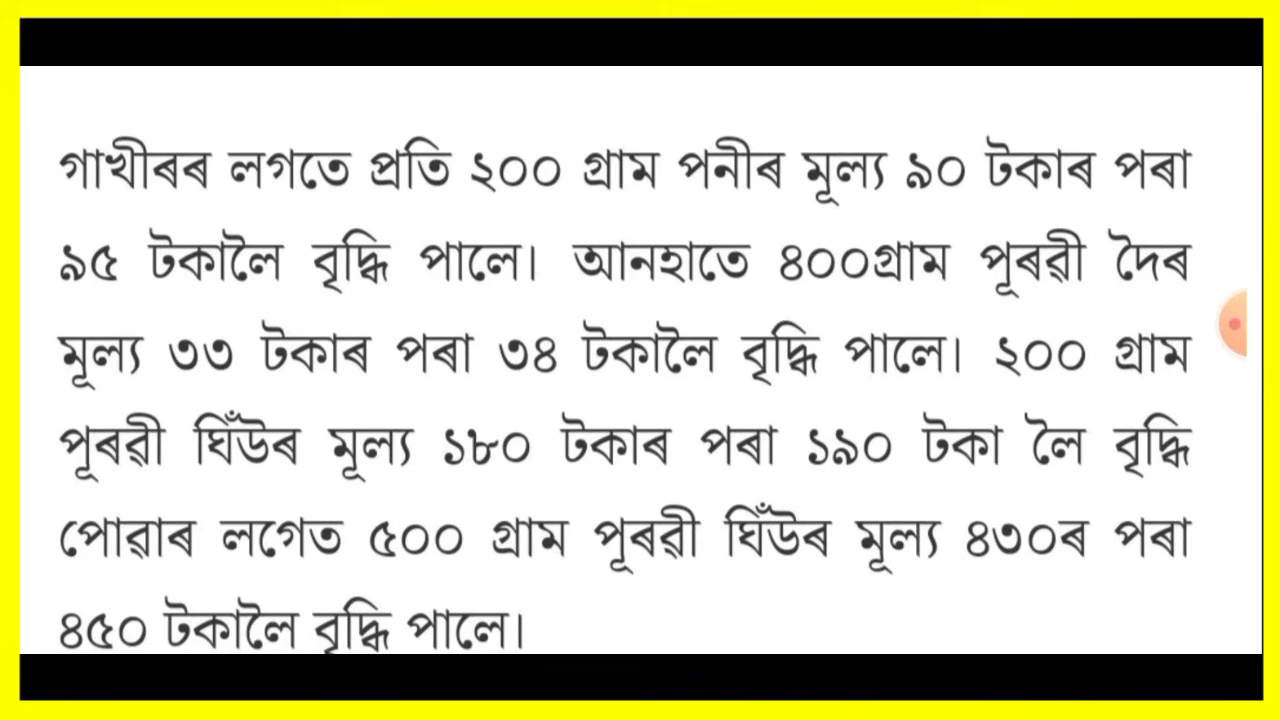 গাখীৰৰ লগতে প্ৰতি ২০০ গ্ৰাম পনীৰ মূল্য ৯০ টকাৰ পৰা
৯৫ টকালৈ বৃদ্ধি পালে। আনহাতে ৪০০গ্ৰাম পূৰৱী দৈৰ
মূল্য ৩৩ টকাৰ পৰা ৩৪ টকালৈ বৃদ্ধি পালে। ২০০ গ্ৰাম
পূৰৱী ঘিঁউৰ মূল্য ১৮০ টকাৰ পৰা ১৯০ টকা লৈ বৃদ্ধি
পোৱাৰ লগেত ৫০০ গ্ৰাম পূৰৱী ঘিঁউৰ মূল্য ৪৩০ৰ পৰা
৪৫০ টকালৈ বৃদ্ধি পালে।